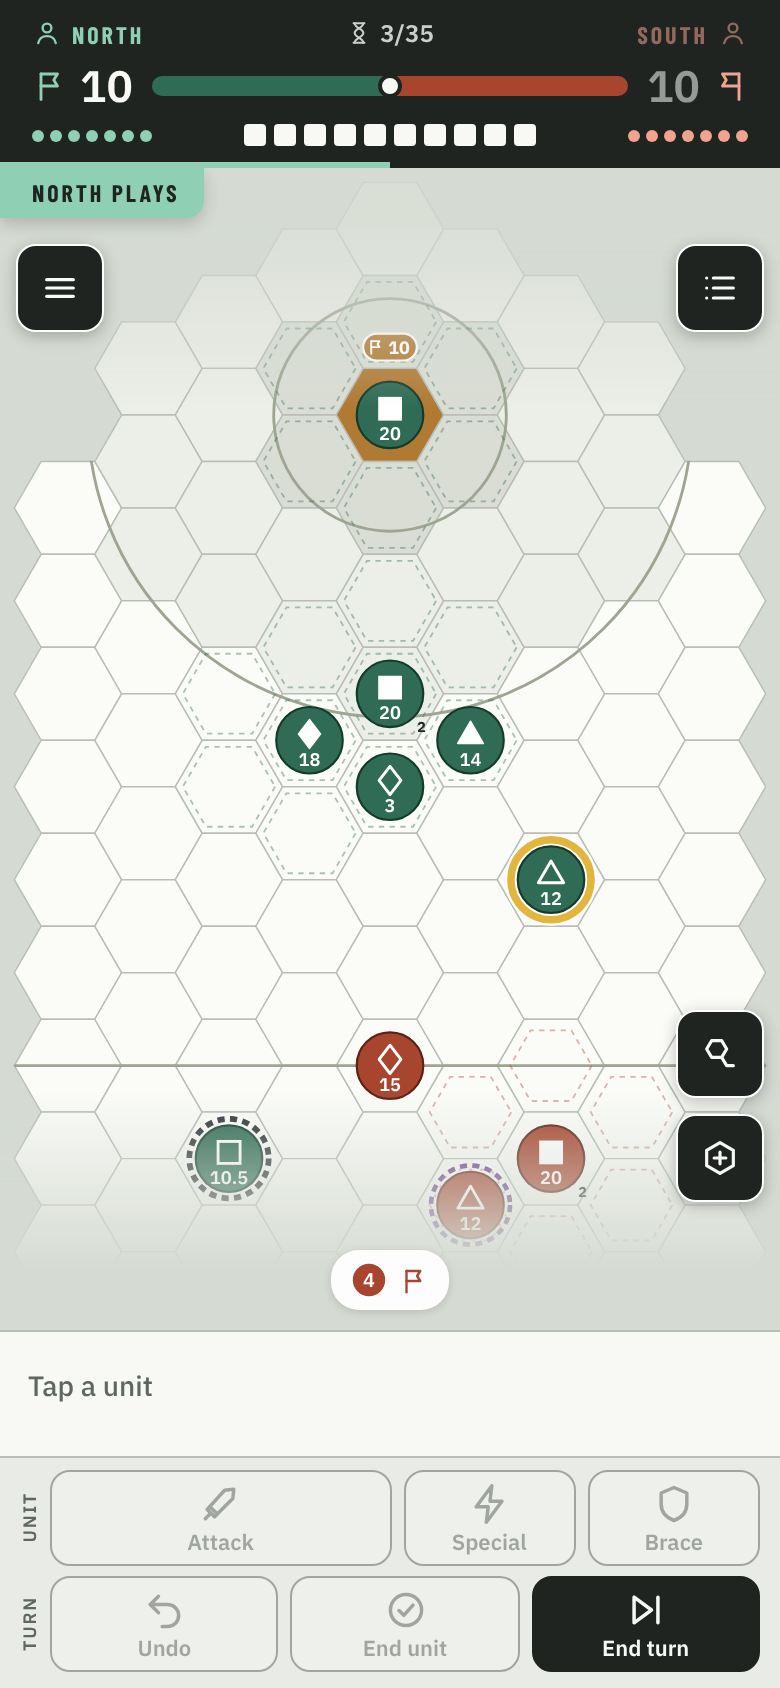 NORTH
3/35
SOUTH
10
10
NORTH PLAYS
10
20
20
2
18
14
3
12
15
10.5
20
2
12
4
Tap a unit
UNIT
Attack
Special
Brace
TURN
Undo
End unit
End turn